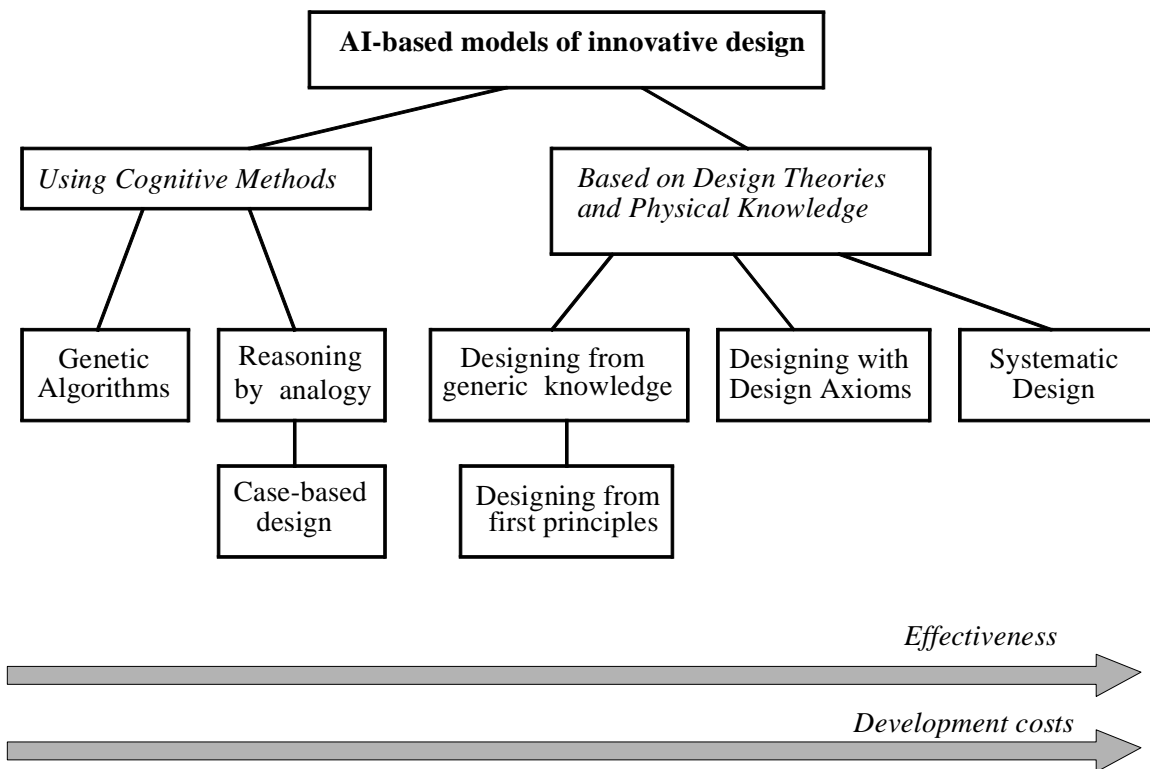 AI-based models of innovative design
Using Cognitive Methods
Based on Design Theories
and Physical Knowledge
Genetic
Algorithms
Reasoning
by analogy
Designing from
generic knowledge
Designing with
Design Axioms
Systematic
Design
Case-based
design
Designing from
first principles
Effectiveness
Development costs